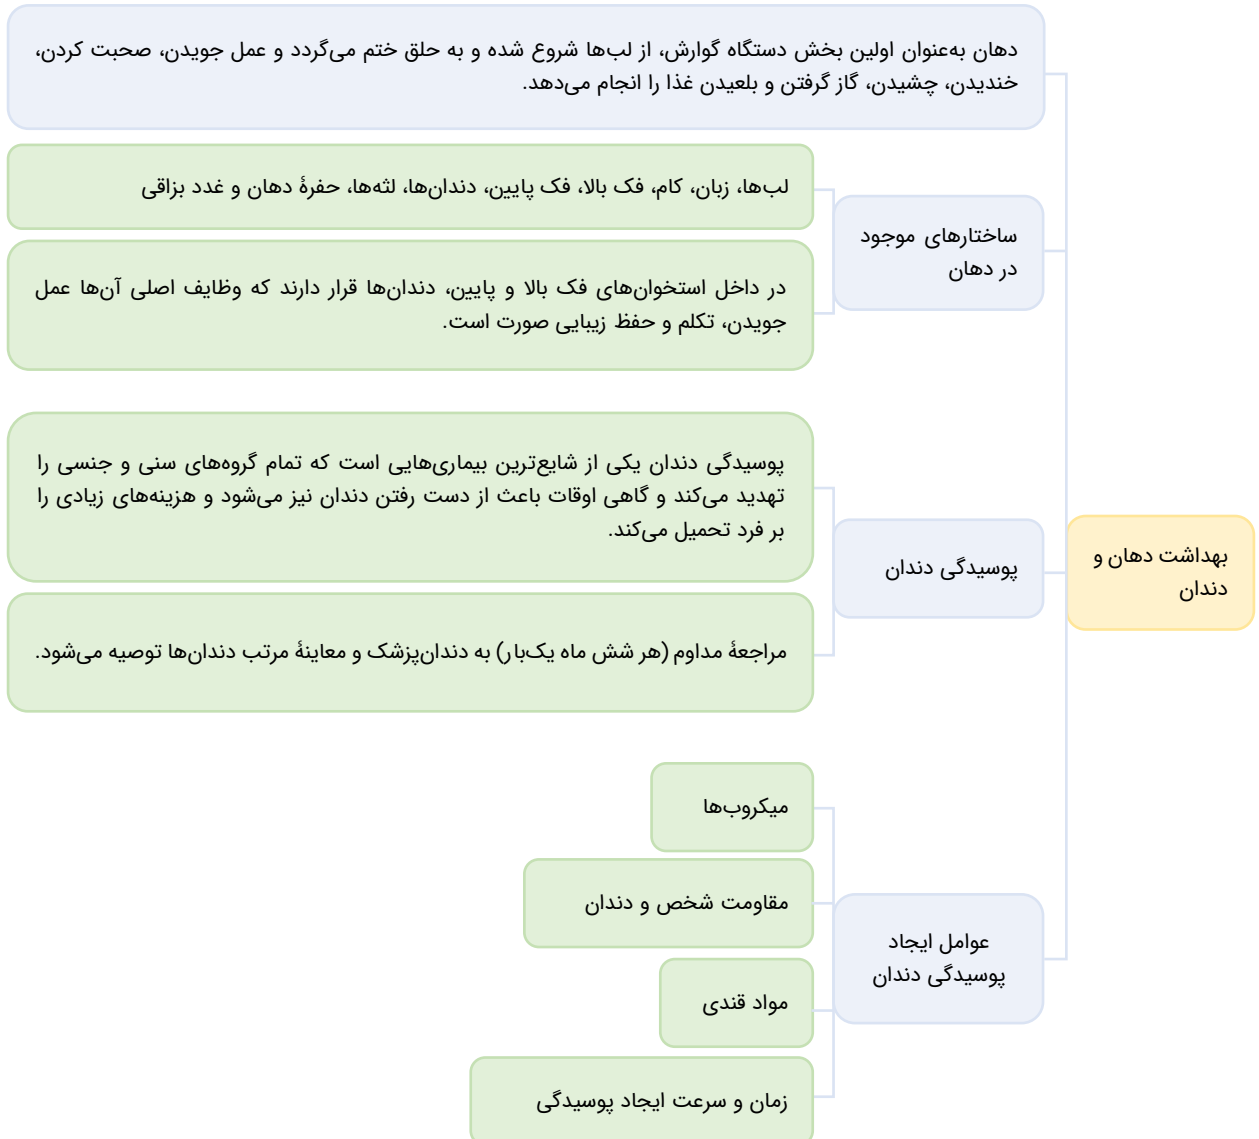 بهداشت دهان و
دندان
دهان به‌عنوان اولین بخش دستگاه گوارش، از لب‌ها شروع شده و به حلق ختم می‌گردد و عمل جویدن، صحبت کردن،
خندیدن، چشیدن، گاز گرفتن و بلعیدن غذا را انجام می‌دهد.
ساختارهای موجود
در دهان
لب‌ها، زبان، کام، فک بالا، فک پایین، دندان‌ها، لثه‌ها، حفرۀ دهان و غدد بزاقی
در داخل استخوان‌های فک بالا و پایین، دندان‌ها قرار دارند که وظایف اصلی آن‌ها عمل
جویدن، تکلم و حفظ زیبایی صورت است.
پوسیدگی دندان
پوسیدگی دندان یکی از شایع‌ترین بیماری‌هایی است که تمام گروه‌های سنی و جنسی را
تهدید می‌کند و گاهی اوقات باعث از دست رفتن دندان نیز می‌شود و هزینه‌های زیادی را
بر فرد تحمیل می‌کند.
مراجعۀ مداوم (هر شش ماه یک‌بار) به دندان‌پزشک و معاینۀ مرتب دندان‌ها توصیه می‌شود.
عوامل ایجاد
پوسیدگی دندان
میکروب‌ها
مقاومت شخص و دندان
مواد قندی
زمان و سرعت ایجاد پوسیدگی